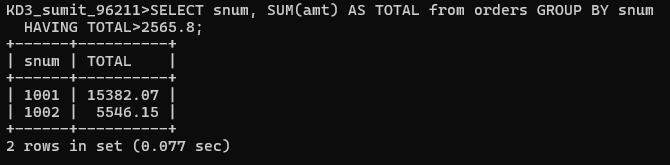 KD3_sumit_96211>SELECT snum, SUM(amt) AS TOTAL from orders GROUP BY snum
  HAVING TOTAL>2565.8;
+------+----------+
| snum | TOTAL    |
+------+----------+
| 1001 | 15382.07 |
| 1002 |  5546.15 |
+------+----------+
2 rows in set (0.077 sec)